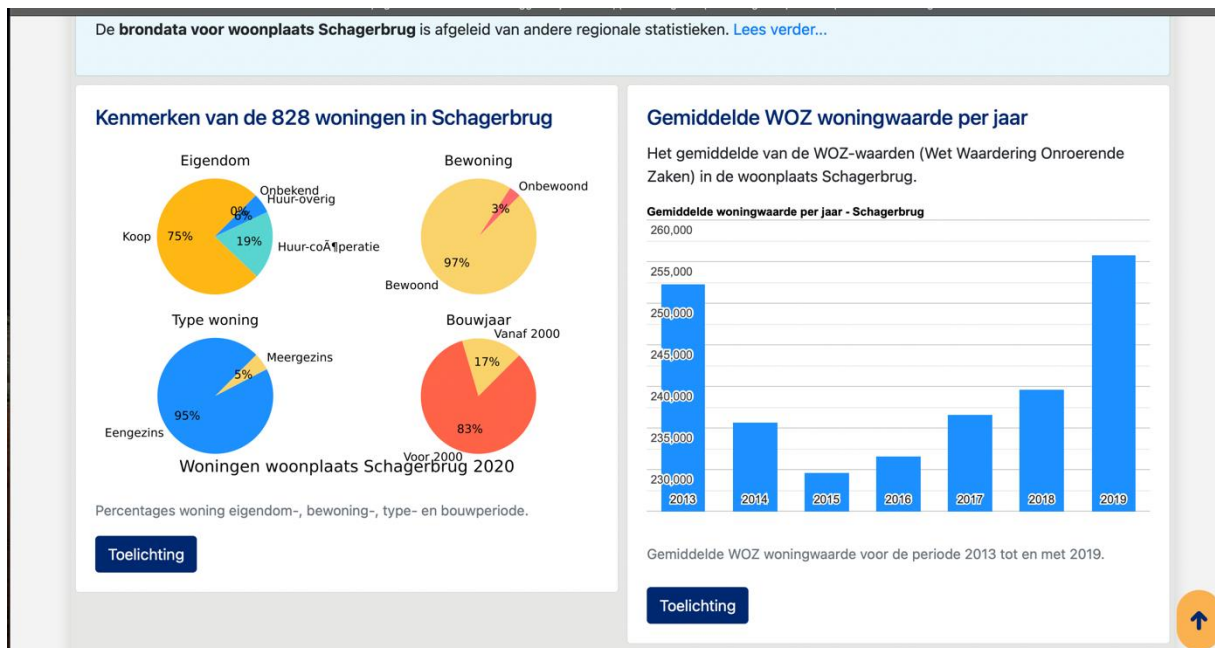 De brondata voor woonplaats Schagerbrug is afgeleid van andere regionale statistieken. Lees verder...
Kenmerken van de 828 woningen in Schagerbrug
Eigendom
Onbekend
0%
Huur-overig
6%
Koop
75%
19%
Huur-coÃ¶peratie
Bewoning
Onbewoond
3%
97%
Bewoond
Type woning
Meergezins
5%
95%
Eengezins
Bouwjaar
Vanaf 2000
17%
83%
Voor 2000
Woningen woonplaats Schagerbrug 2020
Percentages woning eigendom-, bewoning-, type- en bouwperiode.
Toelichting
Gemiddelde WOZ woningwaarde per jaar
Het gemiddelde van de WOZ-waarden (Wet Waardering Onroerende
Zaken) in de woonplaats Schagerbrug.
Gemiddelde woningwaarde per jaar - Schagerbrug
260,000
255,000
250,000
245,000
240,000
235,000
230,000
2013 2014 2015 2016 2017 2018 2019
Gemiddelde WOZ woningwaarde voor de periode 2013 tot en met 2019.
Toelichting